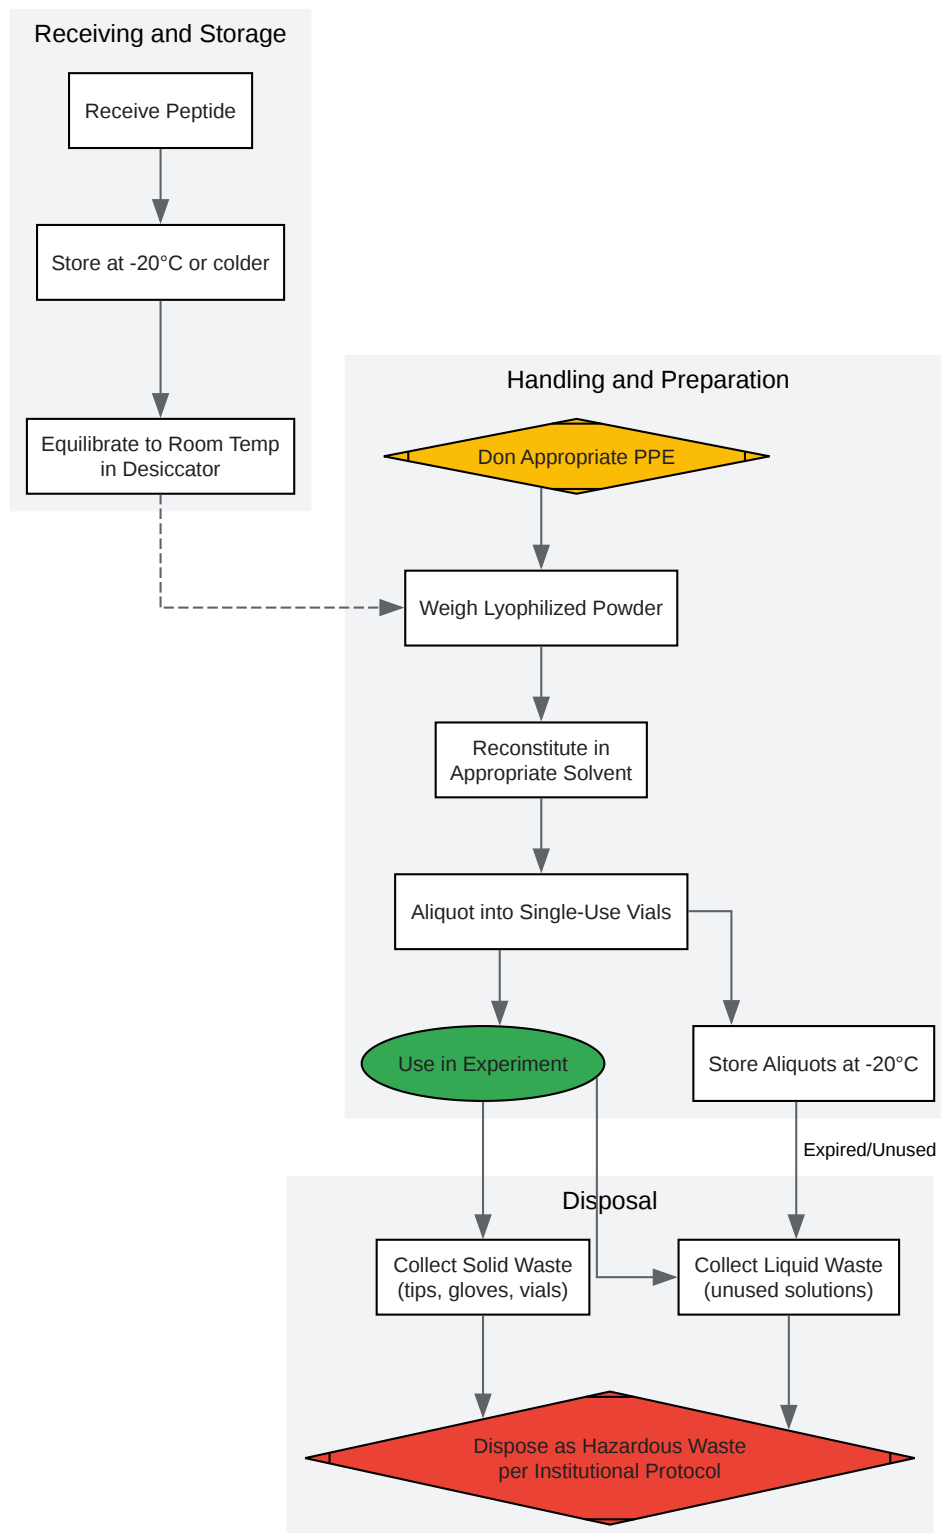 Receiving and Storage
Receive Peptide
Store at -20°C or colder
Equilibrate to Room Temp
in Desiccator
Handling and Preparation
Don Appropriate PPE
Weigh Lyophilized Powder
Reconstitute in
Appropriate Solvent
Aliquot into Single-Use Vials
Use in Experiment
Store Aliquots at -20°C
Expired/Unused
Disposal
Collect Solid Waste
(tips, gloves, vials)
Collect Liquid Waste
(unused solutions)
Dispose as Hazardous Waste
per Institutional Protocol